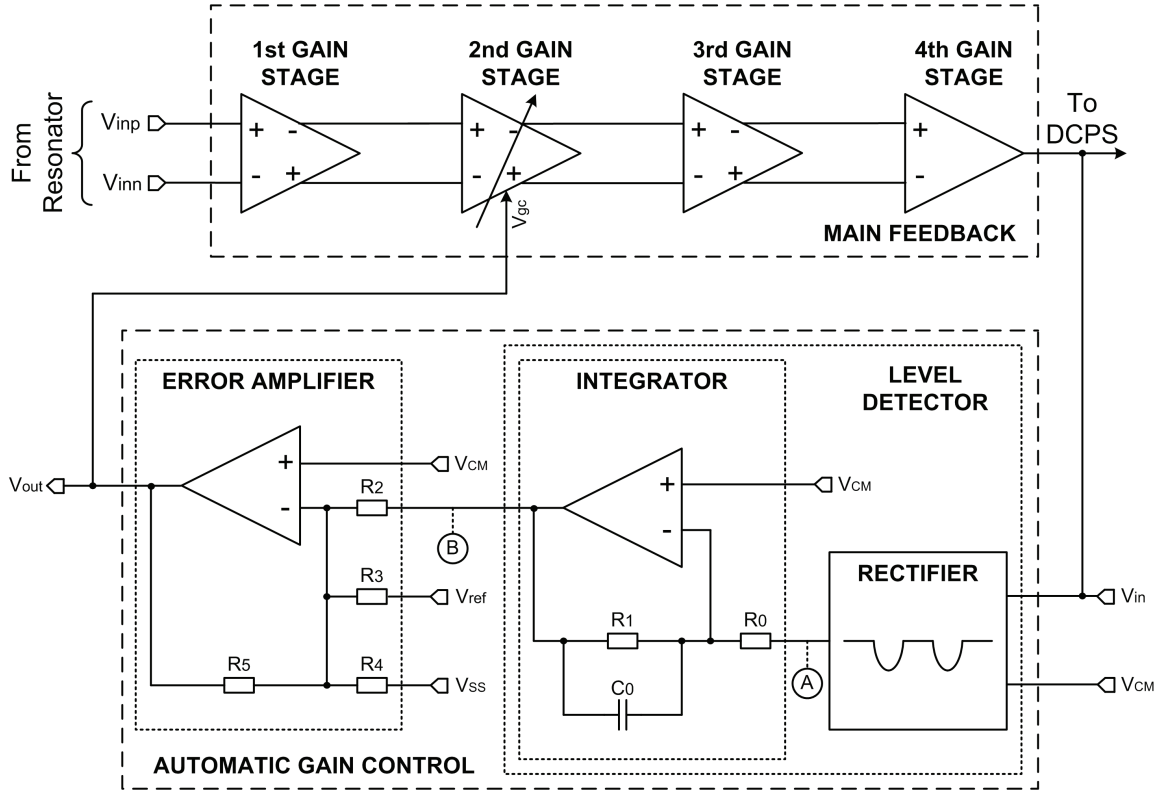 1st GAIN
STAGE
2nd GAIN
STAGE
3rd GAIN
STAGE
4th GAIN
STAGE
From
Resonator
Vinp
Vinn
+
-
-
+
+
-
-
+
+
-
-
+
+
-
To
DCPS
Vgc
MAIN FEEDBACK
ERROR AMPLIFIER
INTEGRATOR
LEVEL
DETECTOR
Vout
+
-
VCM
R2
B
R3
Vref
R5
R4
VSS
+
-
VCM
R1
R0
C0
A
RECTIFIER
Vin
VCM
AUTOMATIC GAIN CONTROL